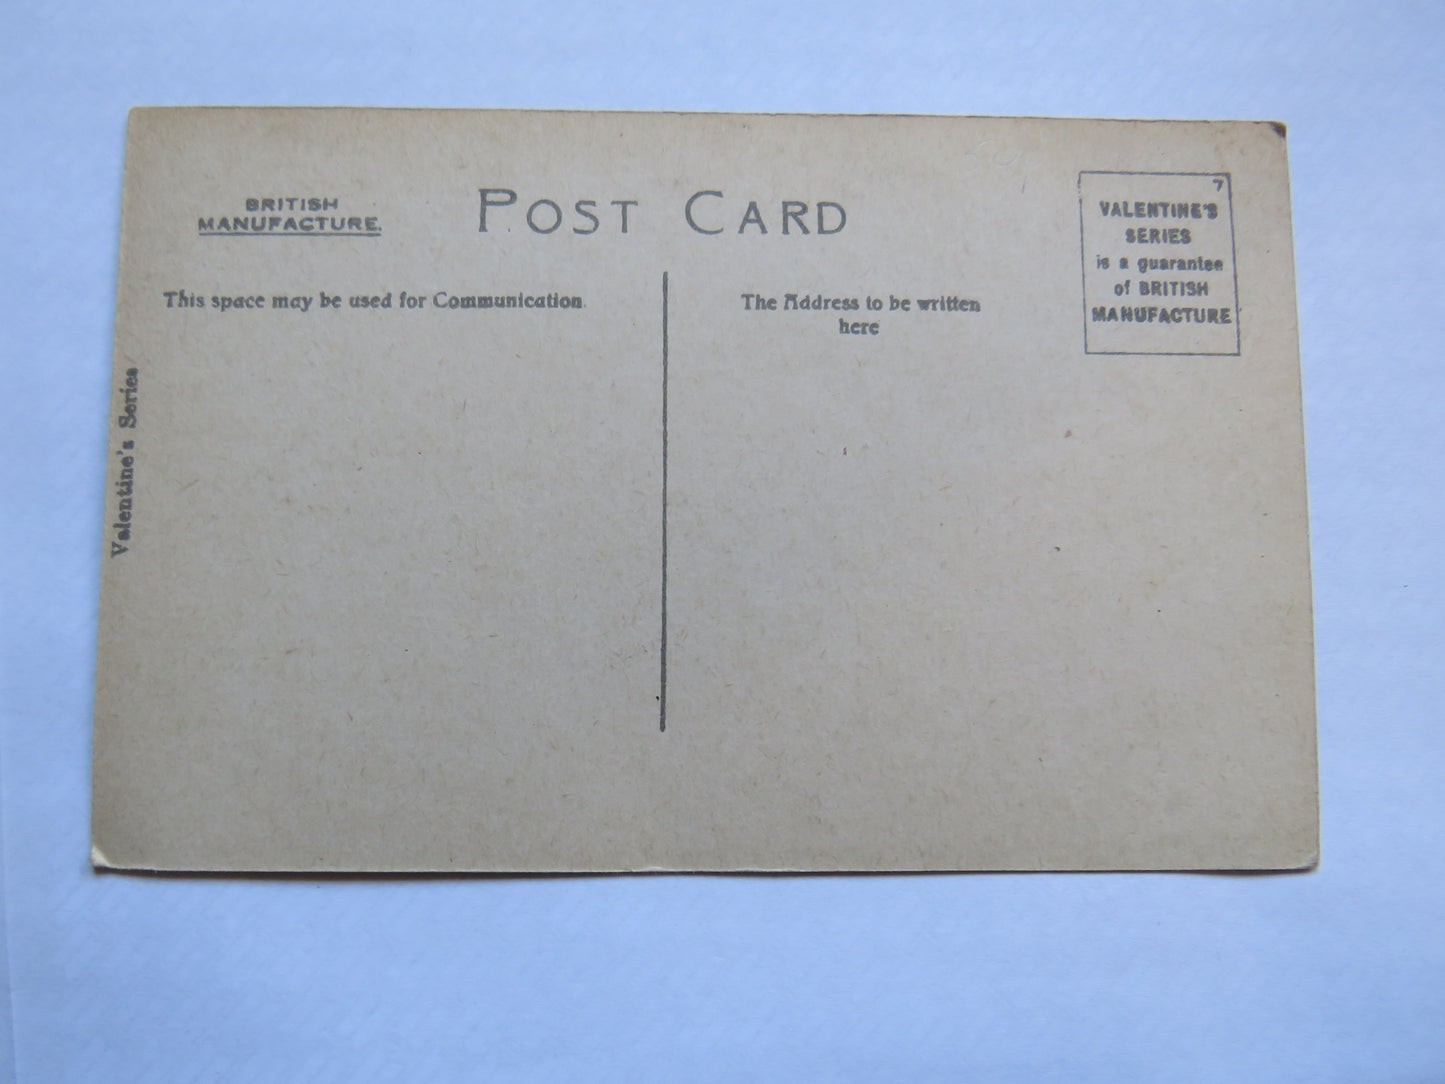 BRITISH
MANUFACTURE.
POST CARD
7
VALENTINE'S
SERIES
is a guarantee
of BRITISH
MANUFACTURE
This space may be used for Communication.
The Address to be written
here
Valentine's Series